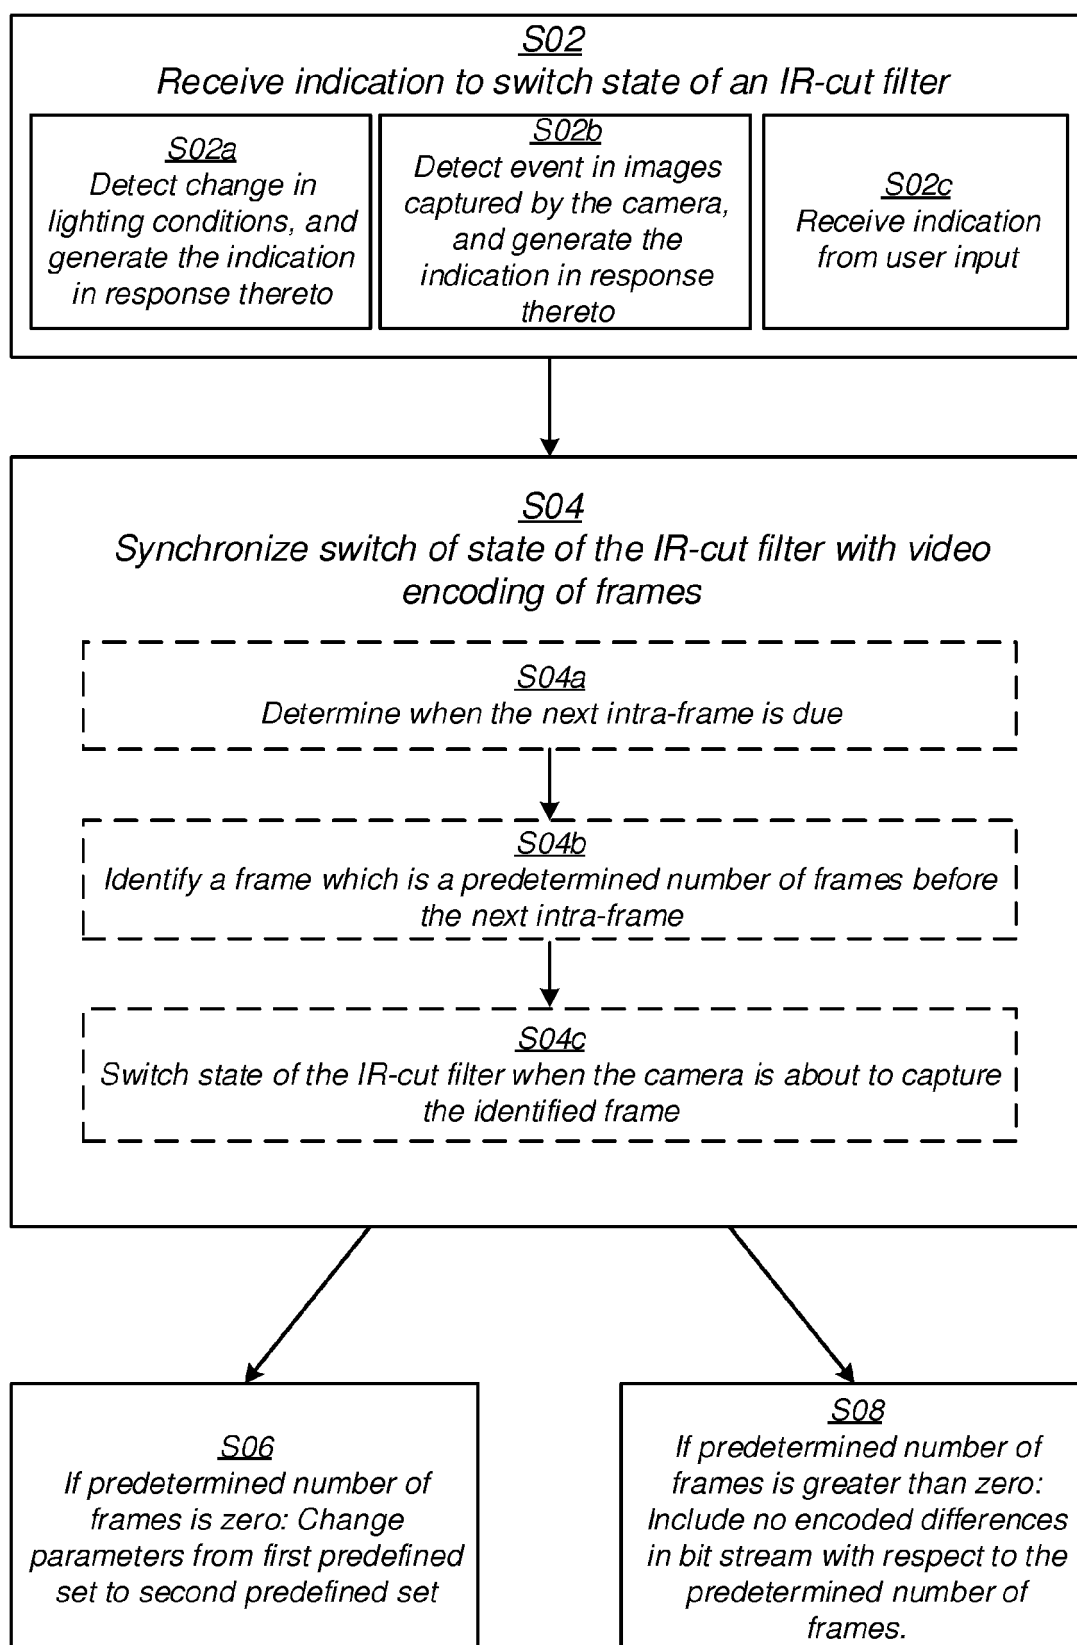 S02
Receive indication to switch state of an IR-cut filter
S02a
Detect change in
lighting conditions, and
generate the indication
in response thereto
S02b
Detect event in images
captured by the camera,
and generate the
indication in response
thereto
S02c
Receive indication
from user input
S04
Synchronize switch of state of the IR-cut filter with video
encoding of frames
S04a
Determine when the next intra-frame is due
S04b
Identify a frame which is a predetermined number of frames before
the next intra-frame
S04c
Switch state of the IR-cut filter when the camera is about to capture
the identified frame
S06
If predetermined number of
frames is zero: Change
parameters from first predefined
set to second predefined set
S08
If predetermined number of
frames is greater than zero:
Include no encoded differences
in bit stream with respect to the
predetermined number of
frames.